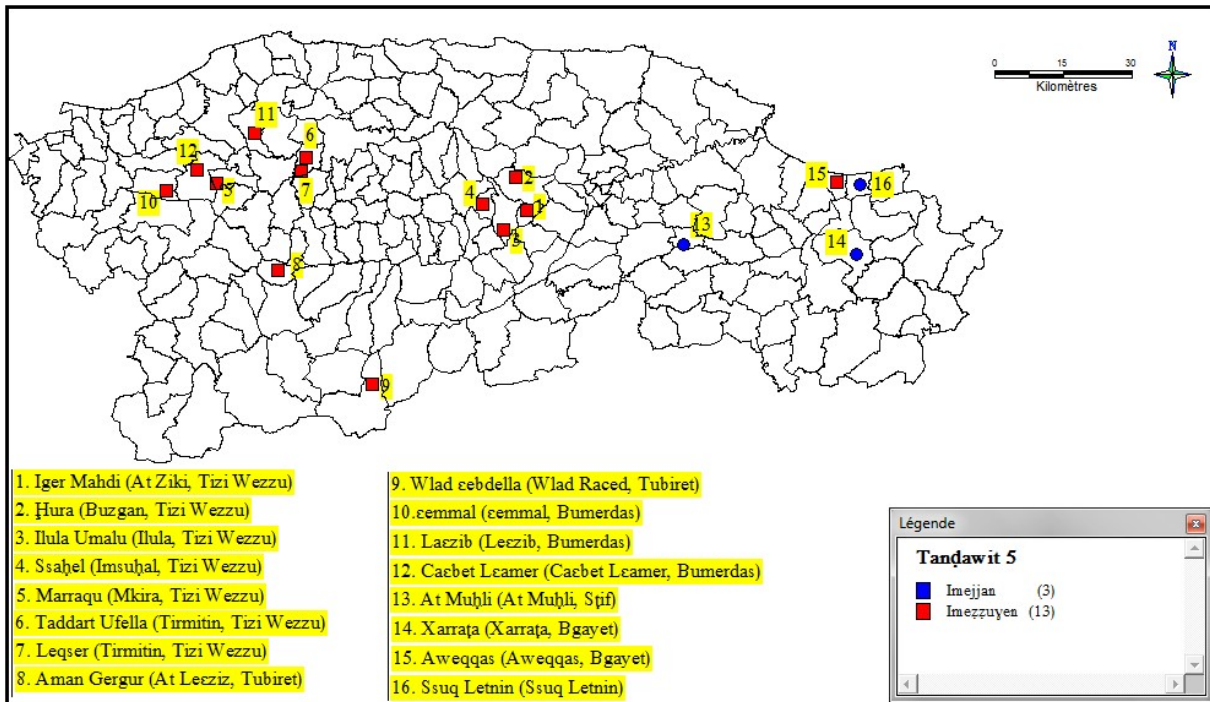 N
0 15 30
Kilomètres
11
6
12
7
5
10
2
4
1
3
15
16
13
14
8
9
1. Iger Mahdi (At Ziki, Tizi Wezzu)
2. Ḥura (Buzgan, Tizi Wezzu)
3. Ilula Umalu (Ilula, Tizi Wezzu)
4. Ssaḥel (Imsuḥal, Tizi Wezzu)
5. Marraqu (Mkira, Tizi Wezzu)
6. Taddart Ufella (Tirmitin, Tizi Wezzu)
7. Leqser (Tirmitin, Tizi Wezzu)
8. Aman Gergur (At Leɛziz, Tubiret)
9. Wlad ɛebdella (Wlad Raced, Tubiret)
10.ɛemmal (ɛemmal, Bumerdas)
11. Laɛzib (Leɛzib, Bumerdas)
12. Caɛbet Lɛamer (Caɛbet Lɛamer, Bumerdas)
13. At Muḥli (At Muḥli, Sṭif)
14. Xarraṭa (Xarraṭa, Bgayet)
15. Aweqqas (Aweqqas, Bgayet)
16. Ssuq Letnin (Ssuq Letnin)
Légende
Tanḍawit 5
Imejjan (3)
Imeẓẓuɣen (13)